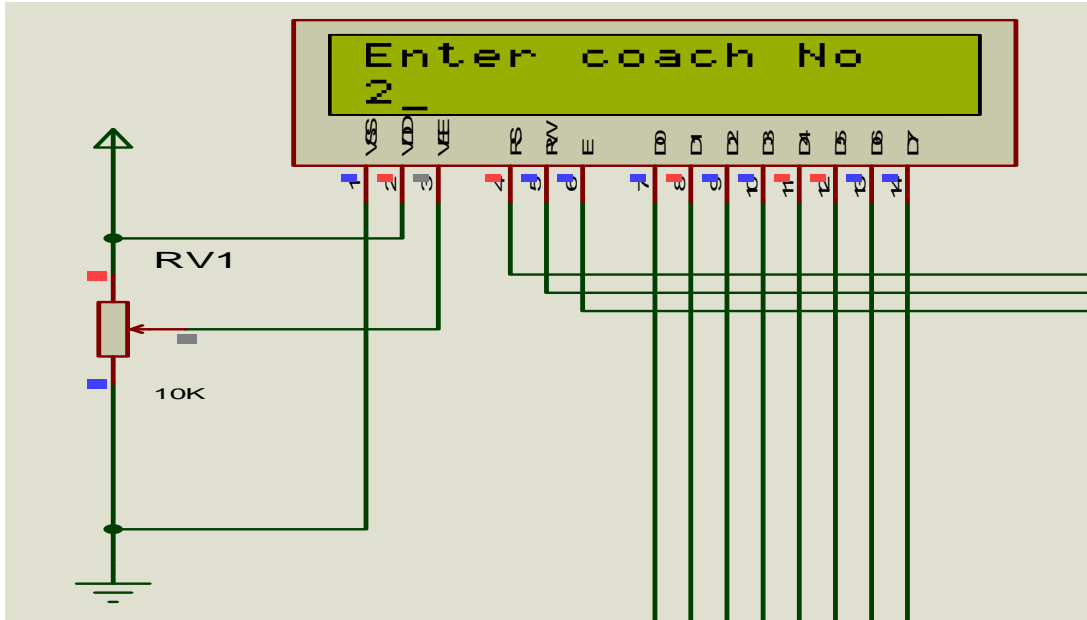 Enter coach No
2_
VSS VDD VEE RS RW E D0 D1 D2 D3 D4 D5 D6 D7
1 2 3 4 5 6 7 8 9 10 11 12 13 14
RV1
10K